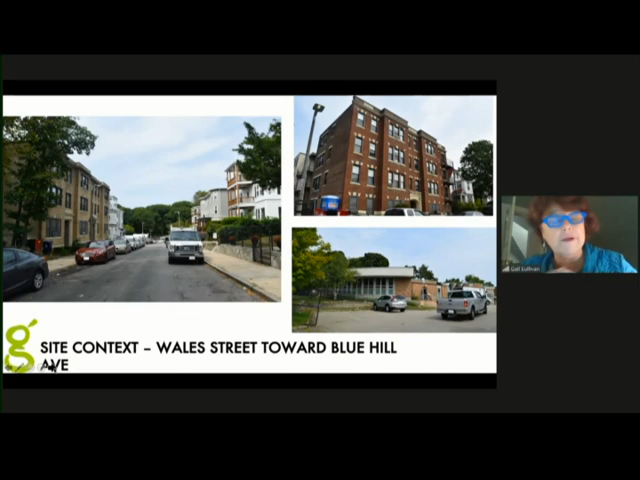 SITE CONTEXT – WALES STREET TOWARD BLUE HILL
AVE
Gail Sullivan